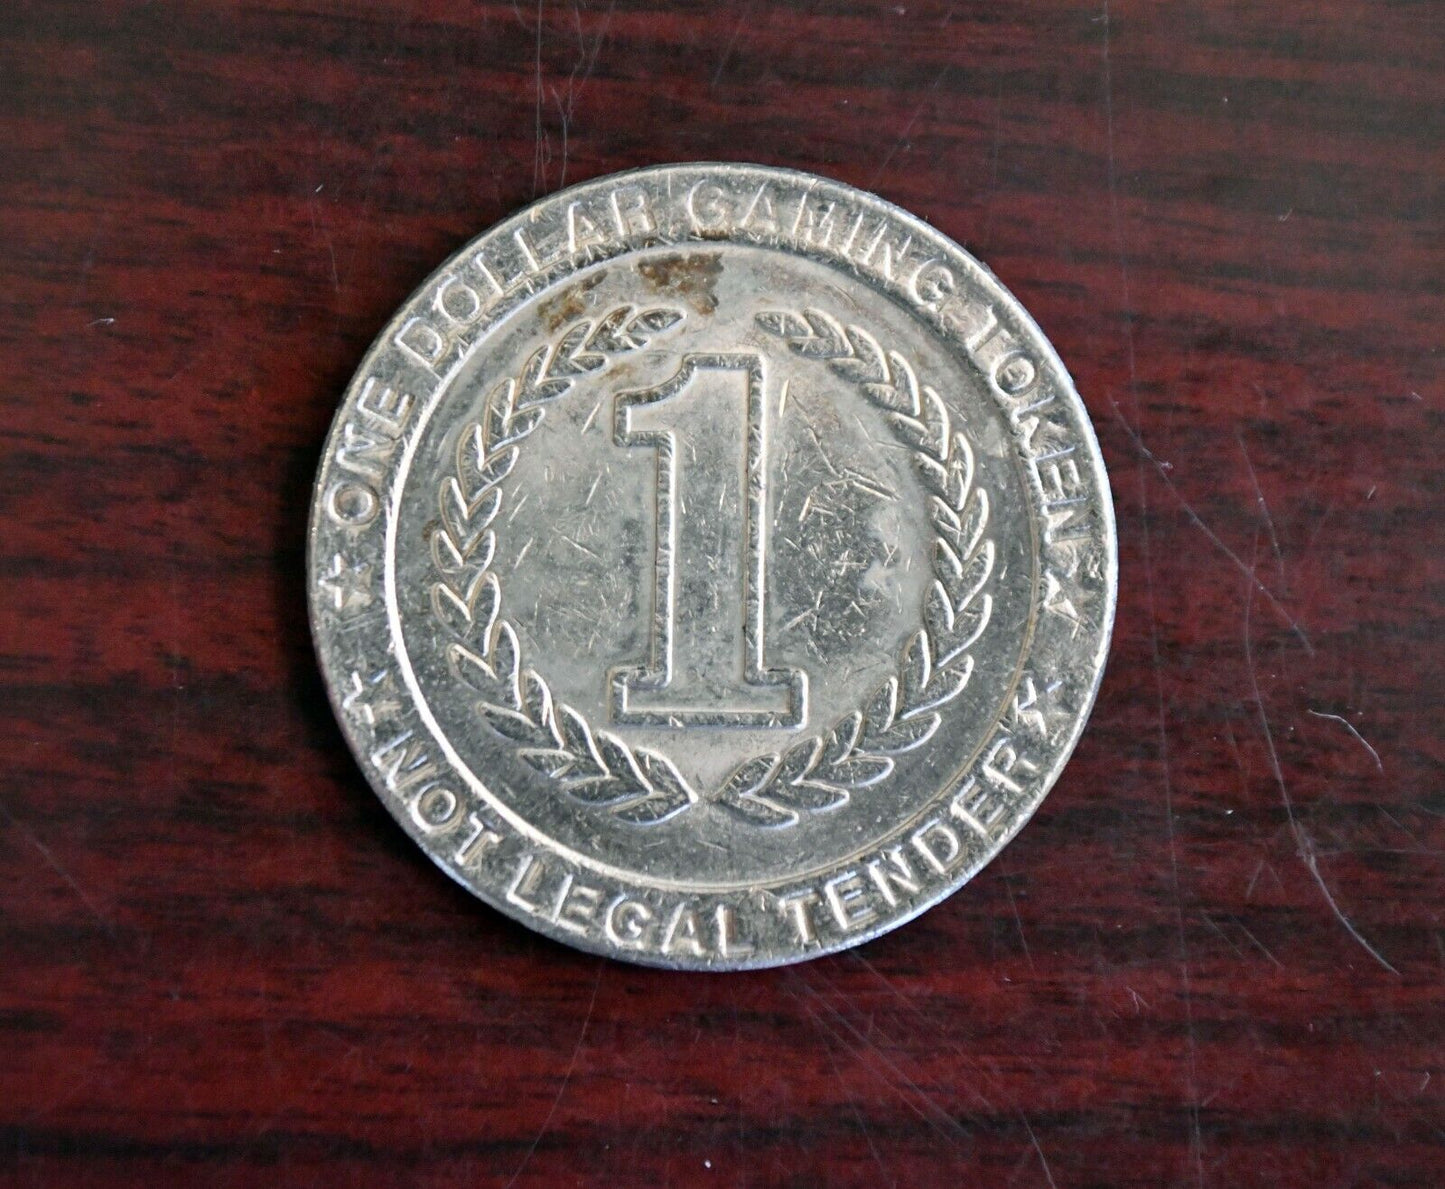 ONE DOLLAR GAMING TOKEN
1
NOT LEGAL TENDER